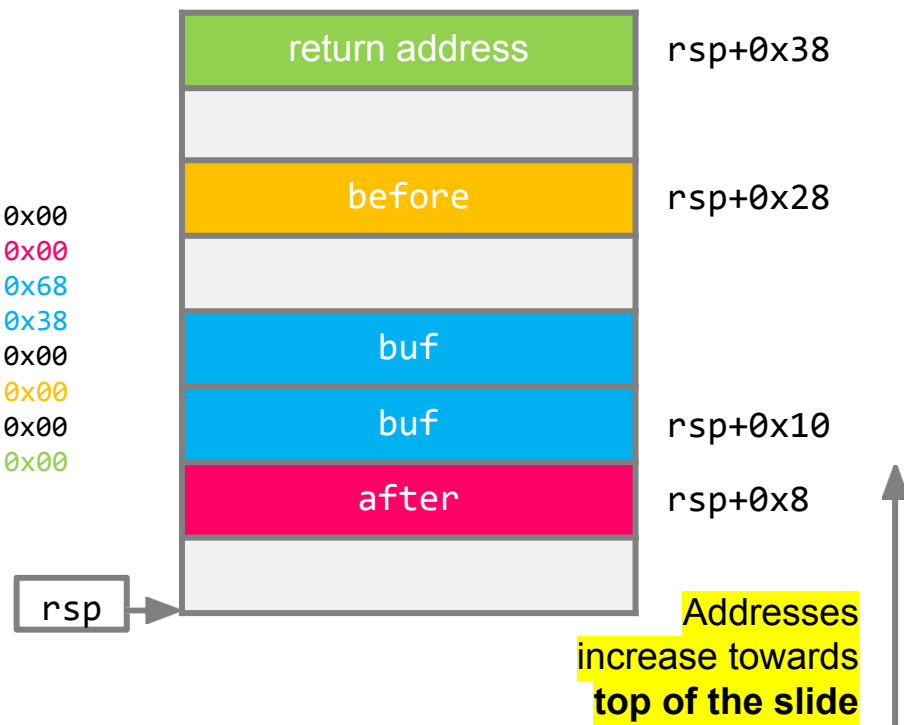 return address rsp+0x38
before rsp+0x28
0x00
0x00
0x68
0x38
0x00
0x00
0x00
0x00
buf
buf rsp+0x10
after rsp+0x8
rsp
Addresses
increase towards
top of the slide